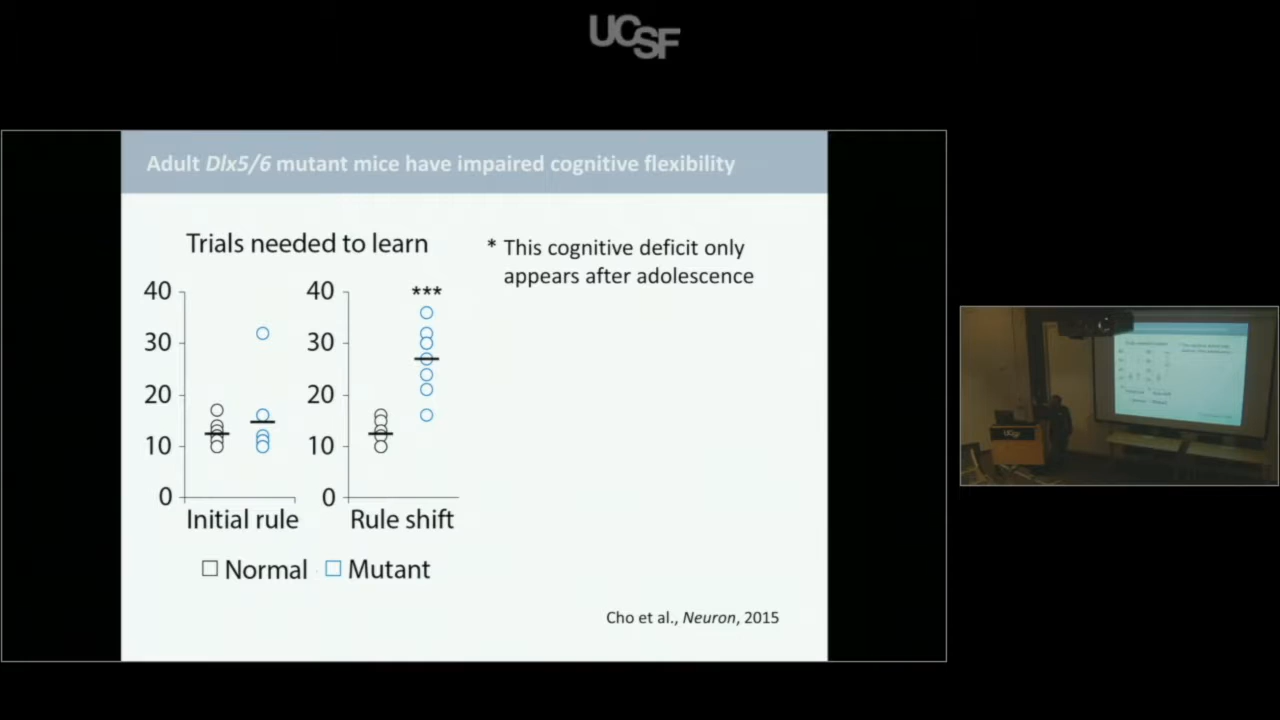 UCSF
Adult Dlx5/6 mutant mice have impaired cognitive flexibility
Trials needed to learn
* This cognitive deficit only
appears after adolescence
40
30
20
10
0
Initial rule
40
30
20
10
0
***
Rule shift
Normal
Mutant
Cho et al., Neuron, 2015
UCSF